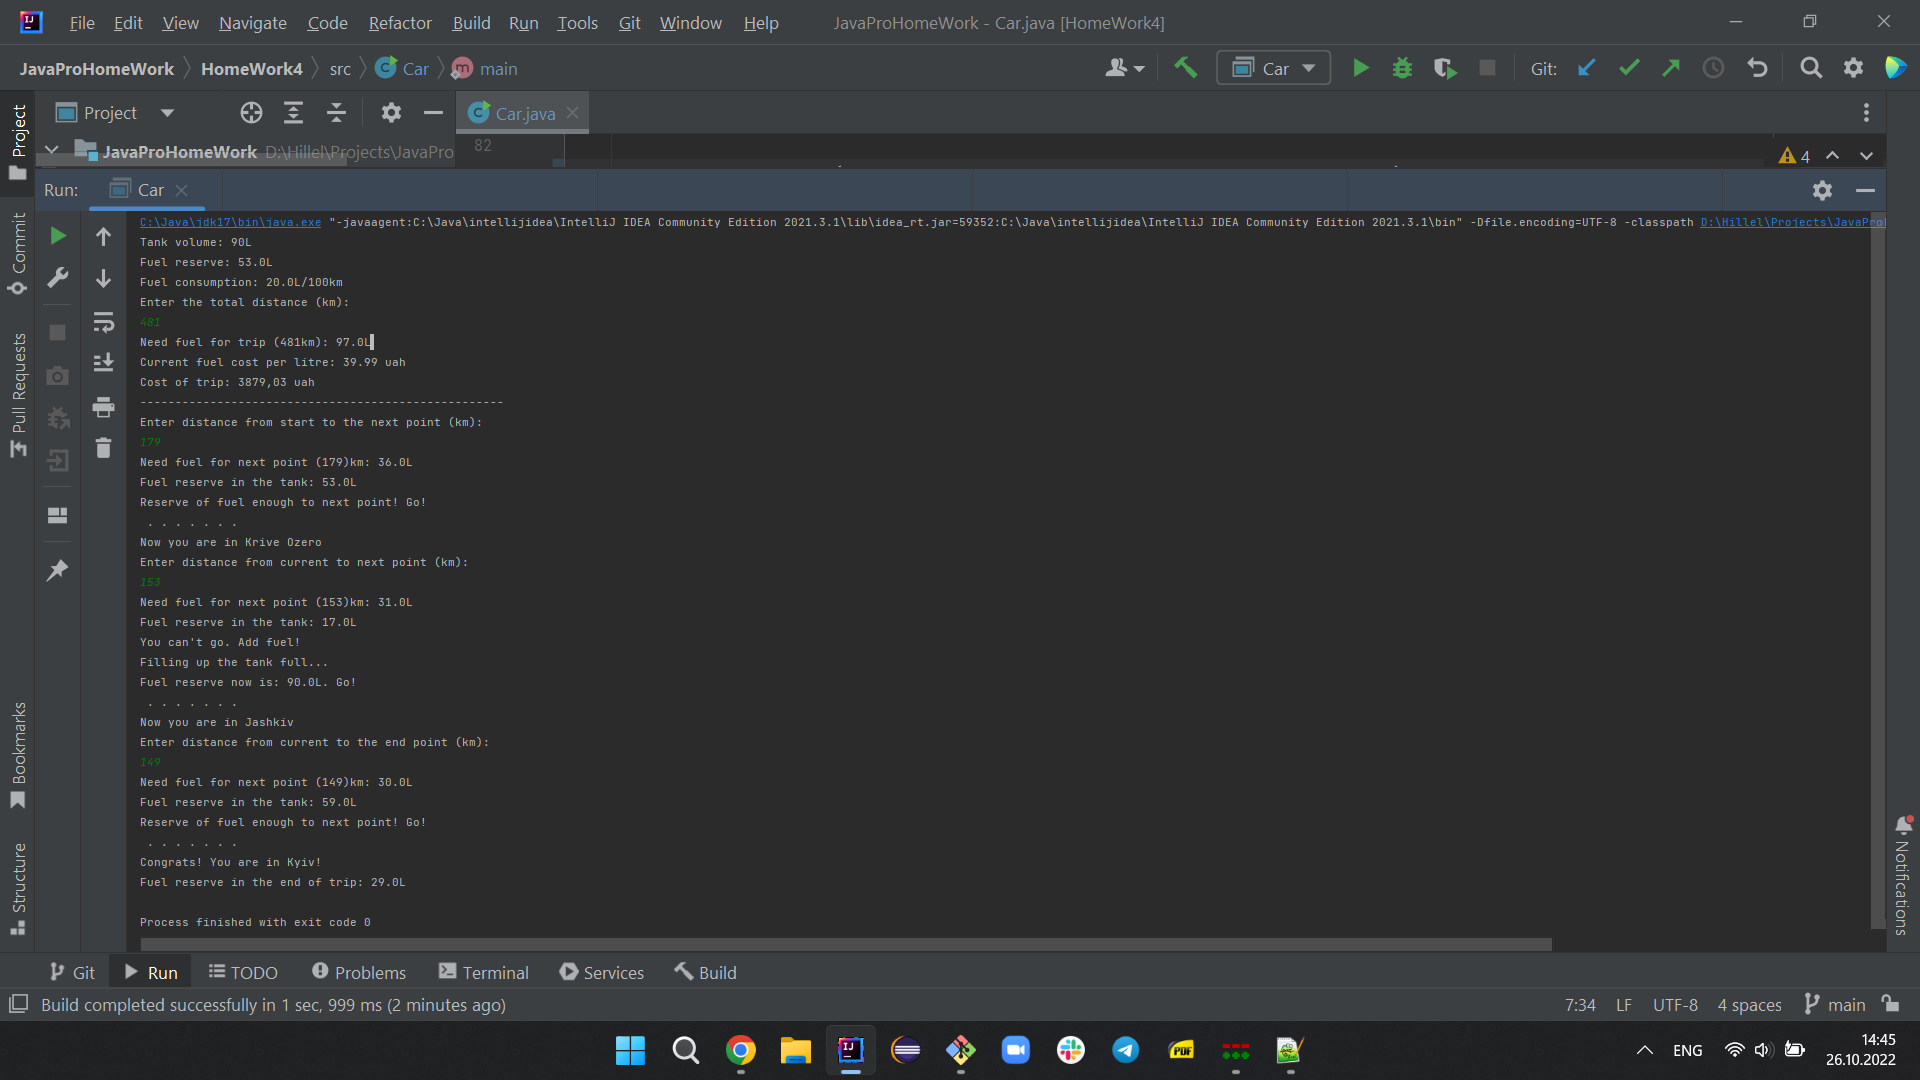 File Edit View Navigate Code Refactor Build Run Tools Git Window Help JavaProHomeWork - Car.java [HomeWork4]
JavaProHomeWork HomeWork4 src Car main Car Git:
Project Car.java
JavaProHomeWork D:\Hillel\Projects\JavaPro 82 4
Run: Car
C:\Java\jdk17\bin\java.exe "-javaagent:C:\Java\intellijidea\IntelliJ IDEA Community Edition 2021.3.1\lib\idea_rt.jar=59352:C:\Java\intellijidea\IntelliJ IDEA Community Edition 2021.3.1\bin" -Dfile.encoding=UTF-8 -classpath D:\Hillel\Projects\JavaPro
Tank volume: 90L
Fuel reserve: 53.0L
Fuel consumption: 20.0L/100km
Enter the total distance (km):
481
Need fuel for trip (481km): 97.0L
Current fuel cost per litre: 39.99 uah
Cost of trip: 3879,03 uah
----------------------------------------------------
Enter distance from start to the next point (km):
179
Need fuel for next point (179)km: 36.0L
Fuel reserve in the tank: 53.0L
Reserve of fuel enough to next point! Go!
. . . . . . .
Now you are in Krive Ozero
Enter distance from current to next point (km):
153
Need fuel for next point (153)km: 31.0L
Fuel reserve in the tank: 17.0L
You can't go. Add fuel!
Filling up the tank full...
Fuel reserve now is: 90.0L. Go!
. . . . . . .
Now you are in Jashkiv
Enter distance from current to the end point (km):
149
Need fuel for next point (149)km: 30.0L
Fuel reserve in the tank: 59.0L
Reserve of fuel enough to next point! Go!
. . . . . . .
Congrats! You are in Kyiv!
Fuel reserve in the end of trip: 29.0L
Process finished with exit code 0
Project
Commit
Pull Requests
Bookmarks
Structure
Notifications
Git Run TODO Problems Terminal Services Build
Build completed successfully in 1 sec, 999 ms (2 minutes ago) 7:34 LF UTF-8 4 spaces main
ENG 14:45
26.10.2022